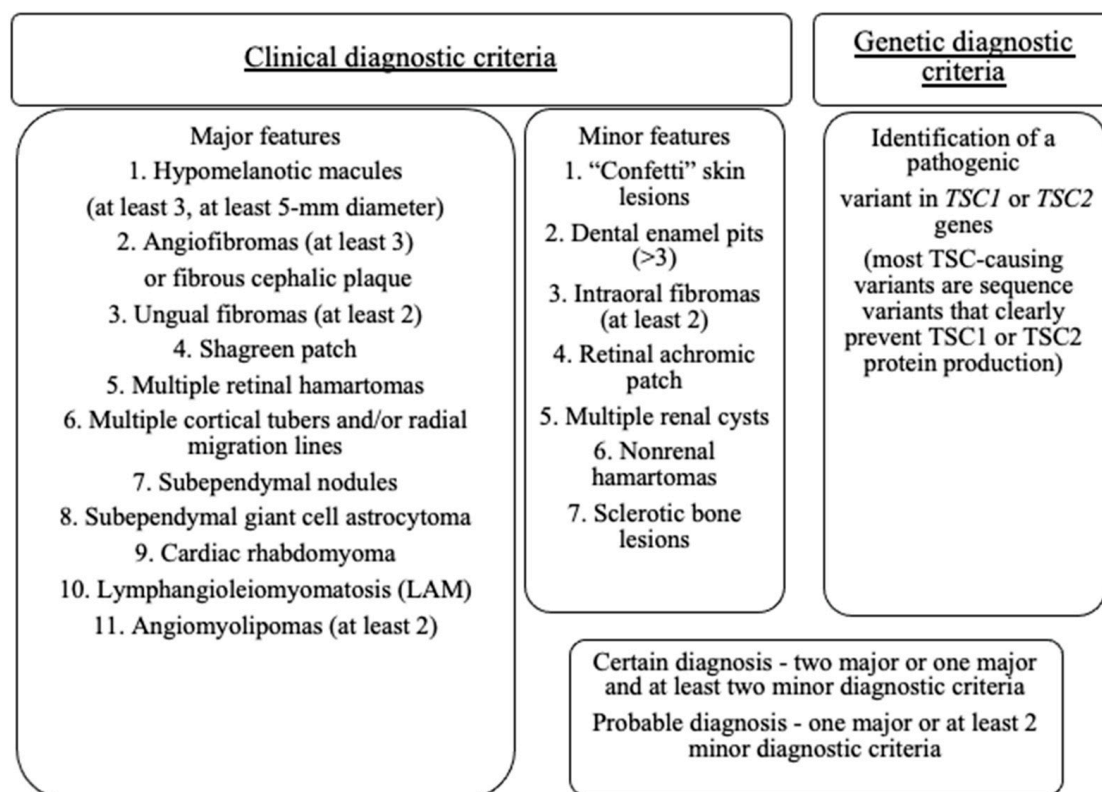 Clinical diagnostic criteria
Major features
1. Hypomelanotic macules
(at least 3, at least 5-mm diameter)
2. Angiofibromas (at least 3)
or fibrous cephalic plaque
3. Ungual fibromas (at least 2)
4. Shagreen patch
5. Multiple retinal hamartomas
6. Multiple cortical tubers and/or radial
migration lines
7. Subependymal nodules
8. Subependymal giant cell astrocytoma
9. Cardiac rhabdomyoma
10. Lymphangioleiomyomatosis (LAM)
11. Angiomyolipomas (at least 2)
Minor features
1. “Confetti” skin
lesions
2. Dental enamel pits
(>3)
3. Intraoral fibromas
(at least 2)
4. Retinal achromic
patch
5. Multiple renal cysts
6. Nonrenal
hamartomas
7. Sclerotic bone
lesions
Genetic diagnostic
criteria
Identification of a
pathogenic
variant in TSC1 or TSC2
genes
(most TSC-causing
variants are sequence
variants that clearly
prevent TSC1 or TSC2
protein production)
Certain diagnosis - two major or one major
and at least two minor diagnostic criteria
Probable diagnosis - one major or at least 2
minor diagnostic criteria